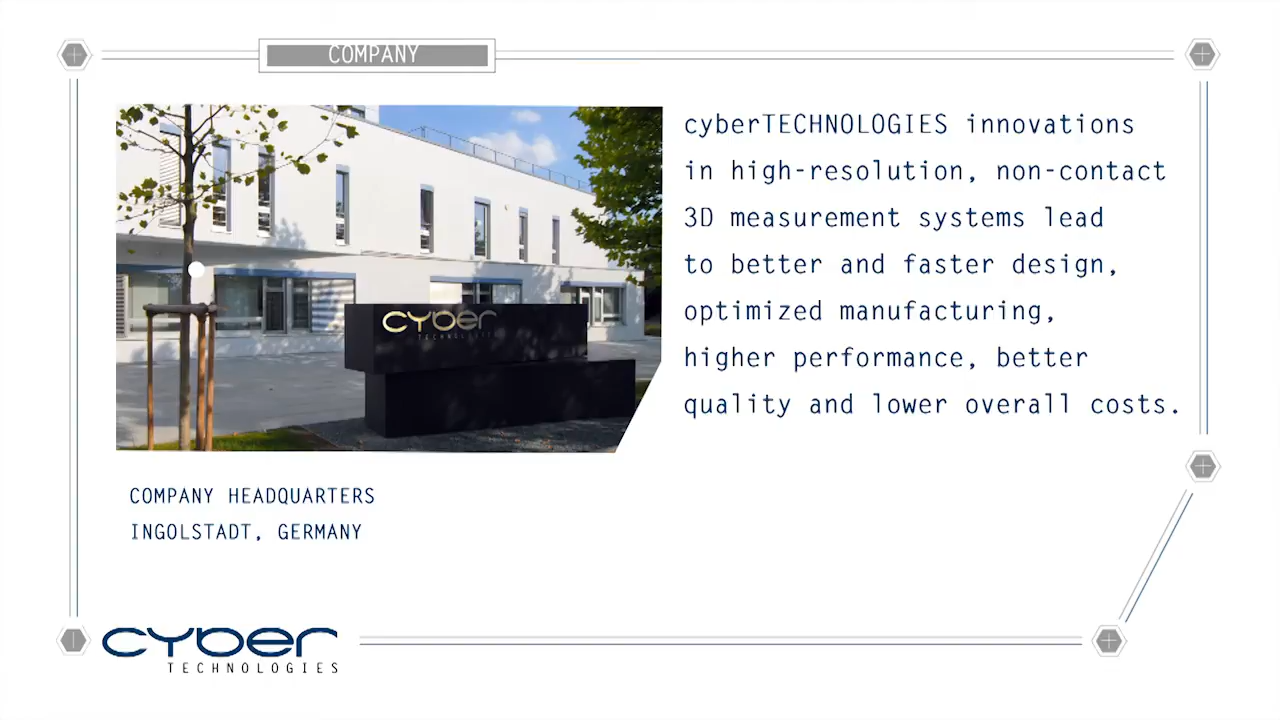 COMPANY
cyberTECHNOLOGIES innovations
in high-resolution, non-contact
3D measurement systems lead
to better and faster design,
optimized manufacturing,
higher performance, better
quality and lower overall costs.
cyber
TECHNOLOGIES
COMPANY HEADQUARTERS
INGOLSTADT, GERMANY
cyber
TECHNOLOGIES